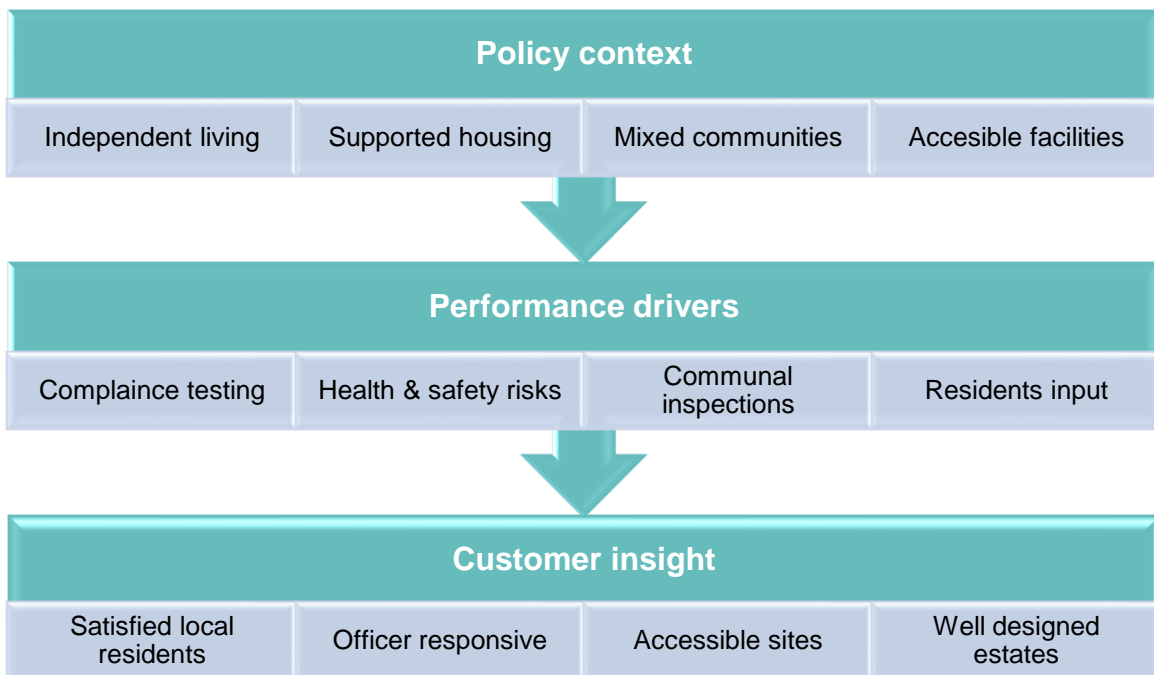 Policy context
Independent living
Supported housing
Mixed communities
Accesible facilities
Performance drivers
Complaince testing
Health & safety risks
Communal
inspections
Residents input
Customer insight
Satisfied local
residents
Officer responsive
Accessible sites
Well designed
estates